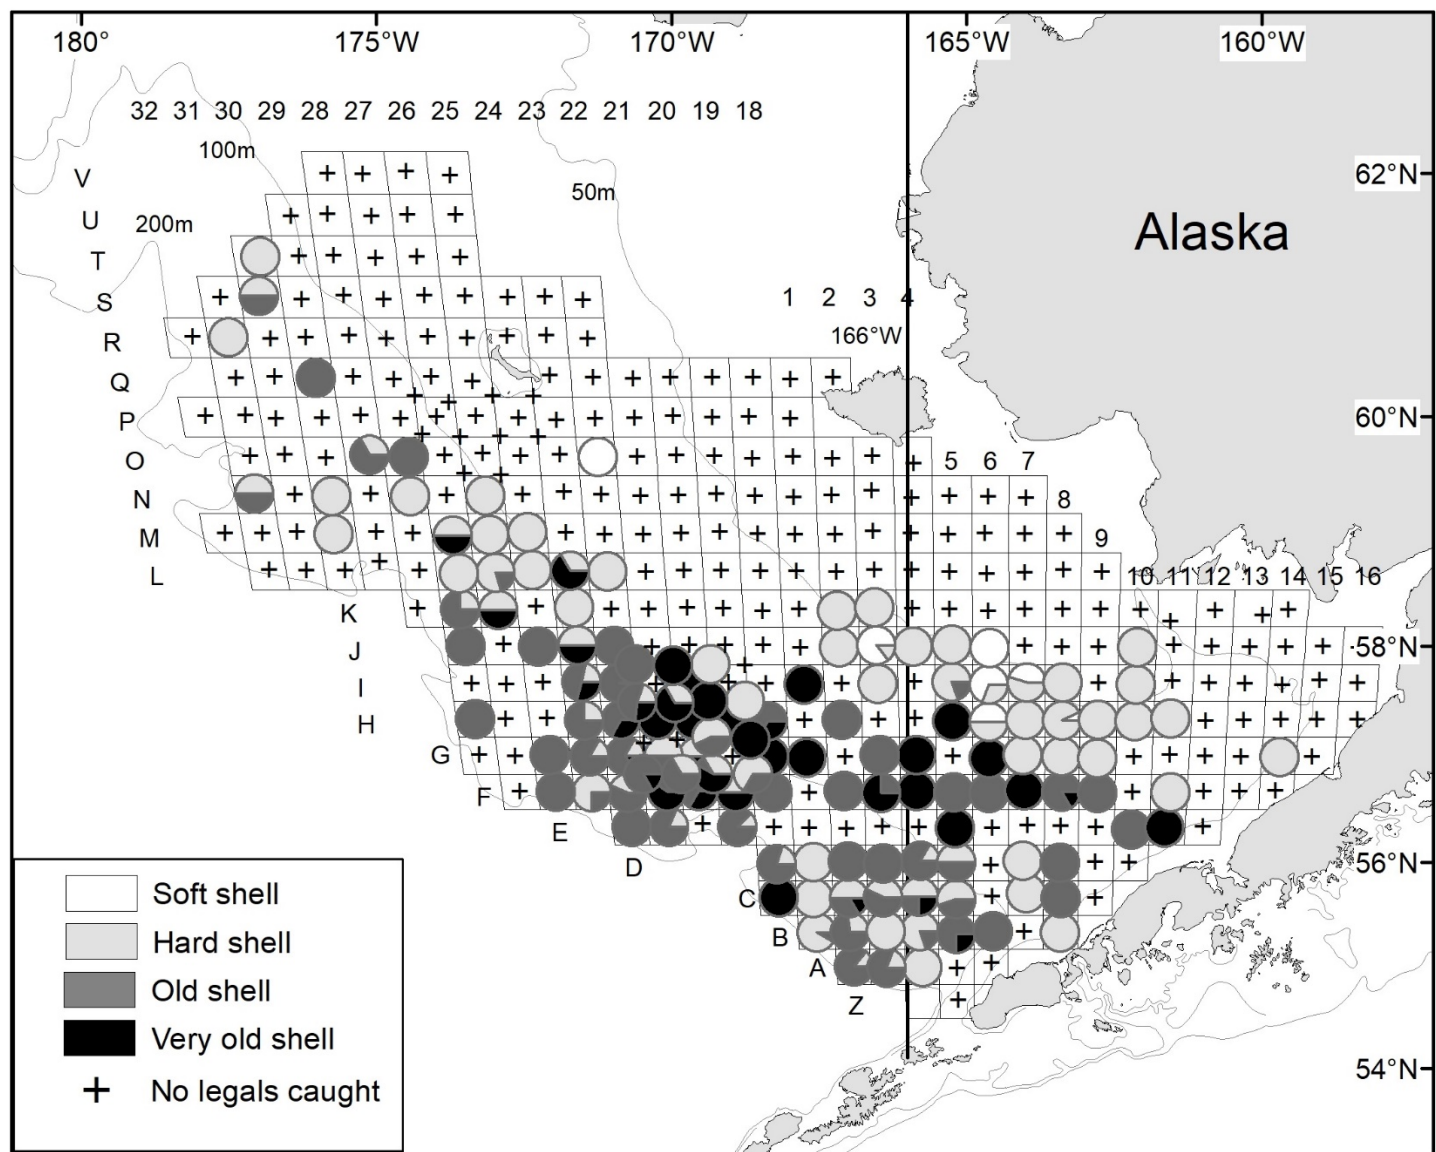 180° 175°W 170°W 165°W 160°W
32 31 30 29 28 27 26 25 24 23 22 21 20 19 18
100m
V
62°N
50m
U
200m
Alaska
T
S
1 2 3 4
R
166°W
Q
P
60°N
O
5 6 7
N
8
M
9
L
10 11 12 13 14 15 16
K
J
58°N
I
H
G
F
E
D
56°N
C
B
A
Z
54°N
Soft shell
Hard shell
Old shell
Very old shell
+ No legals caught